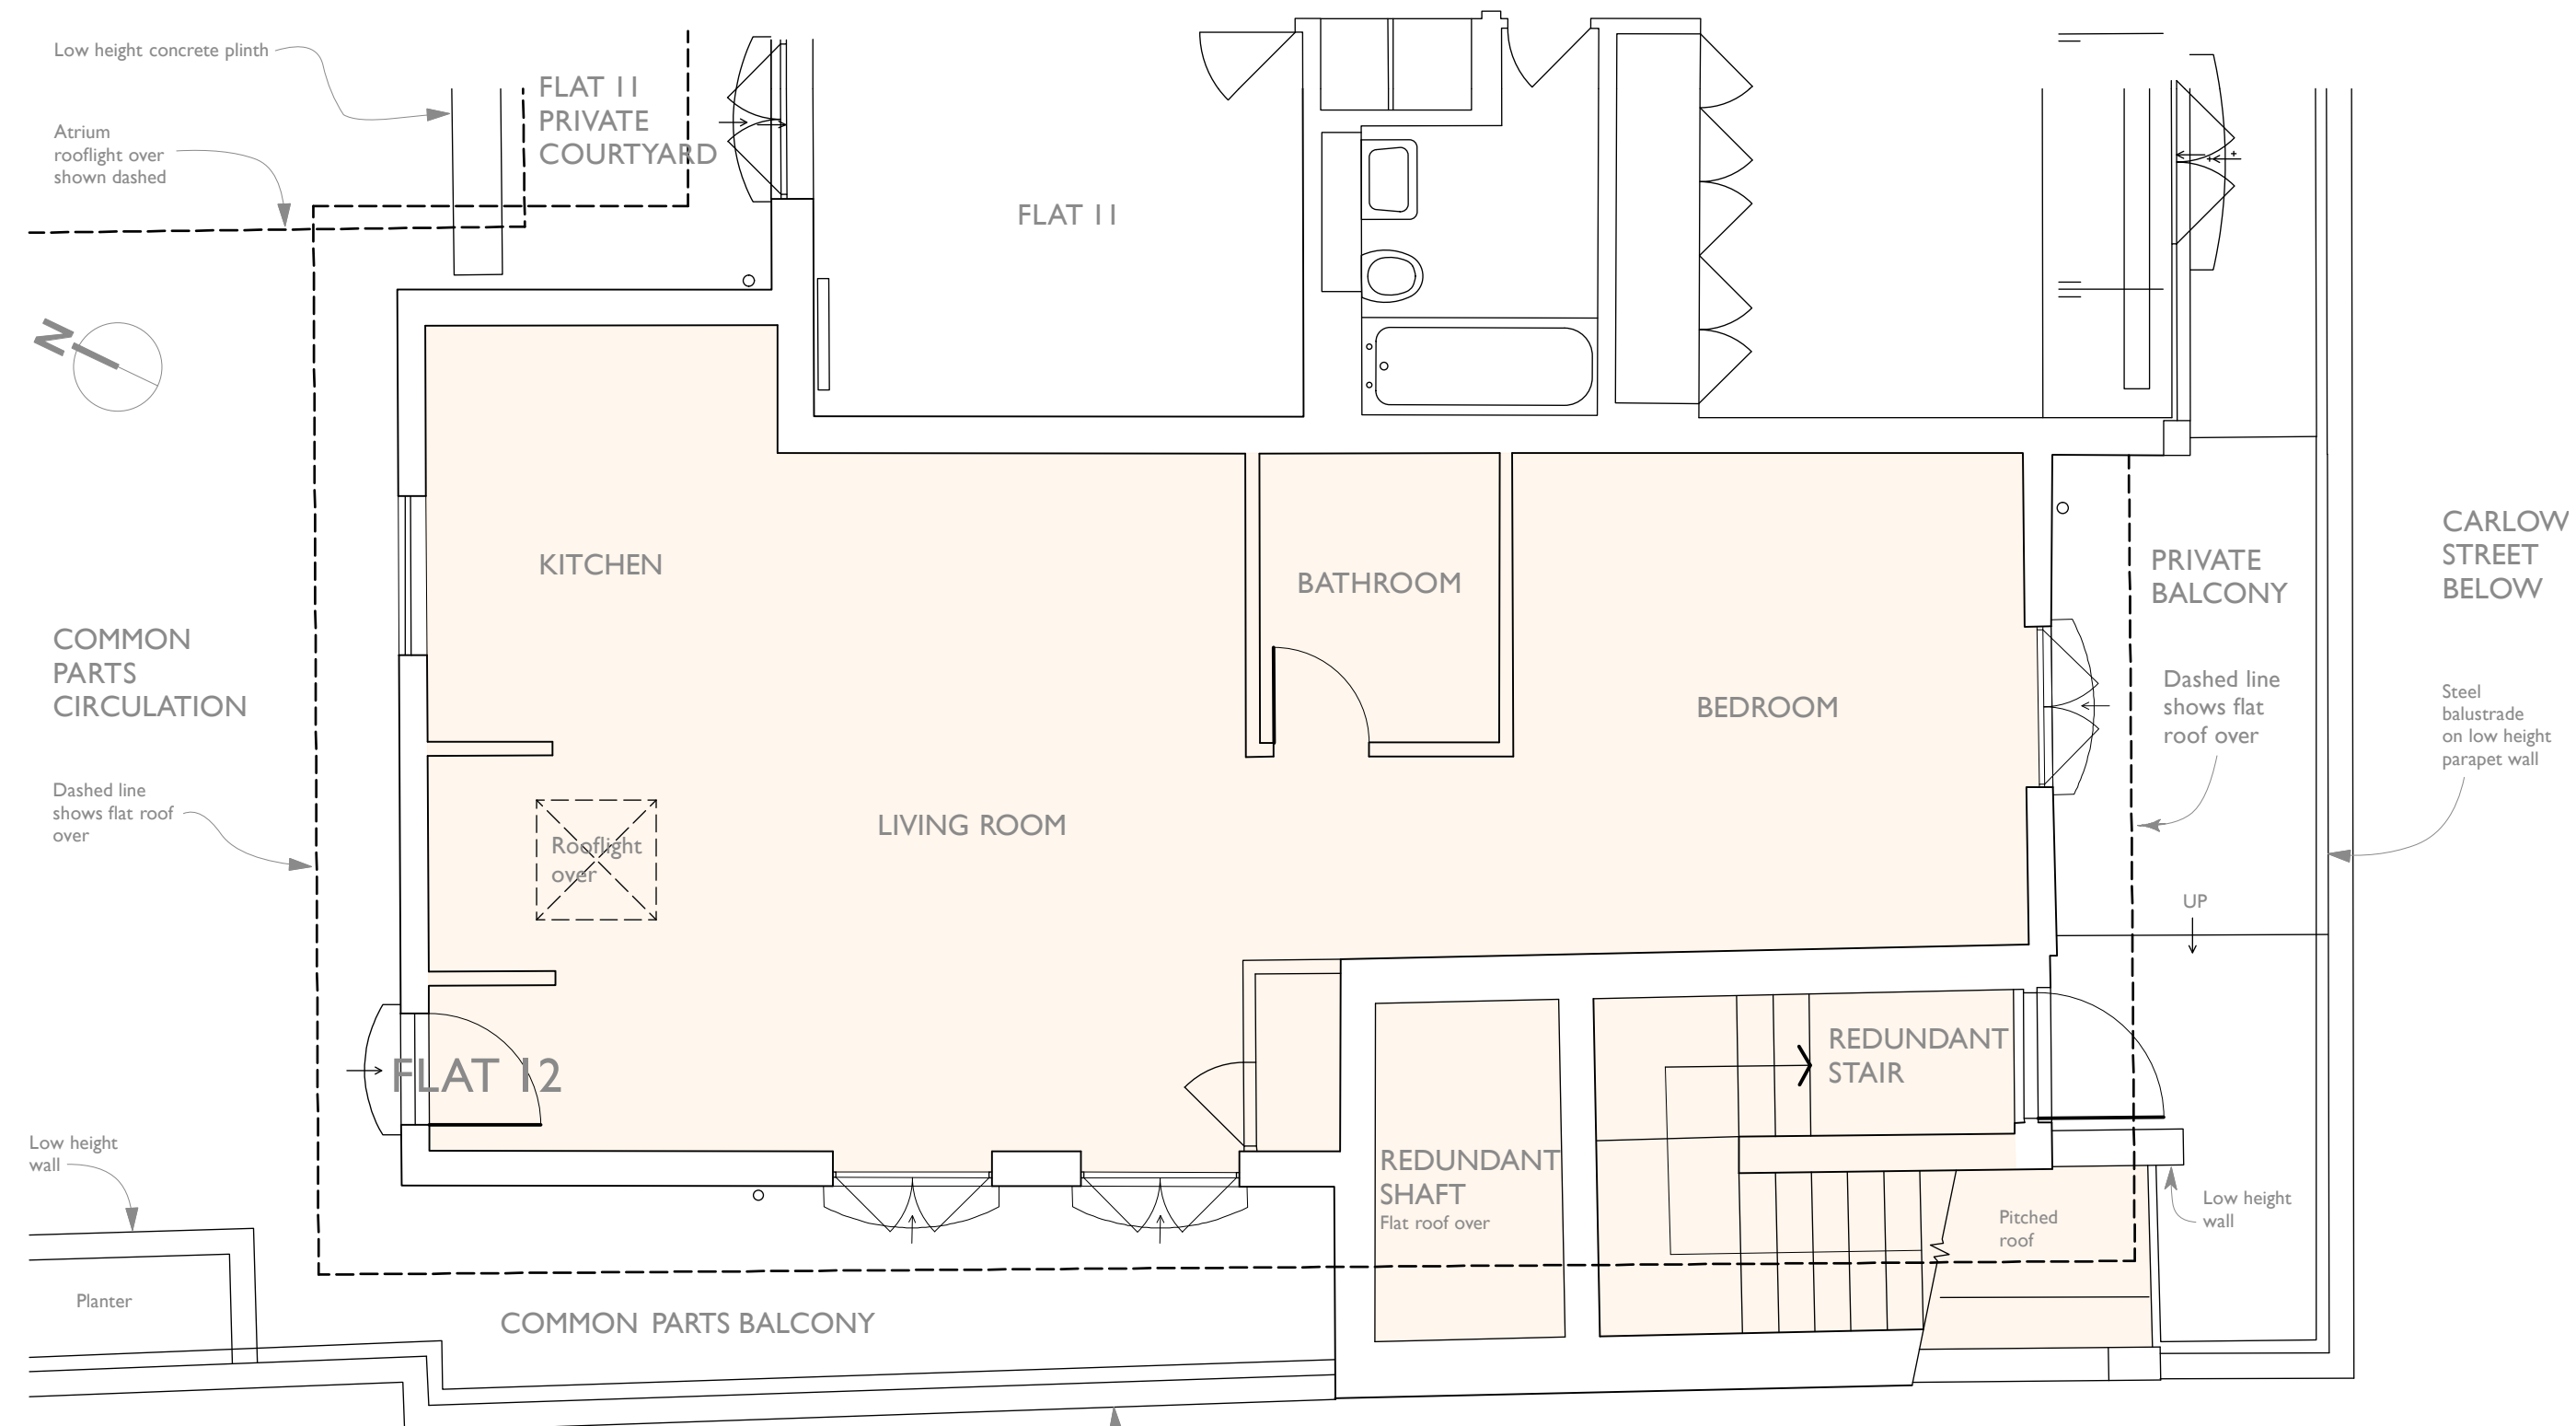 Low height concrete plinth
FLAT 11
PRIVATE
COURTYARD
Atrium
rooflight over
shown dashed
FLAT 11
N
KITCHEN
BATHROOM
BEDROOM
LIVING ROOM
Rooflight
over
COMMON
PARTS
CIRCULATION
Dashed line
shows flat roof
over
PRIVATE
BALCONY
Dashed line
shows flat
roof over
CARLOW
STREET
BELOW
Steel
balustrade
on low height
parapet wall
UP
FLAT 12
REDUNDANT
STAIR
REDUNDANT
SHAFT
Flat roof over
Pitched
roof
Low height
wall
Low height
wall
Planter
COMMON PARTS BALCONY